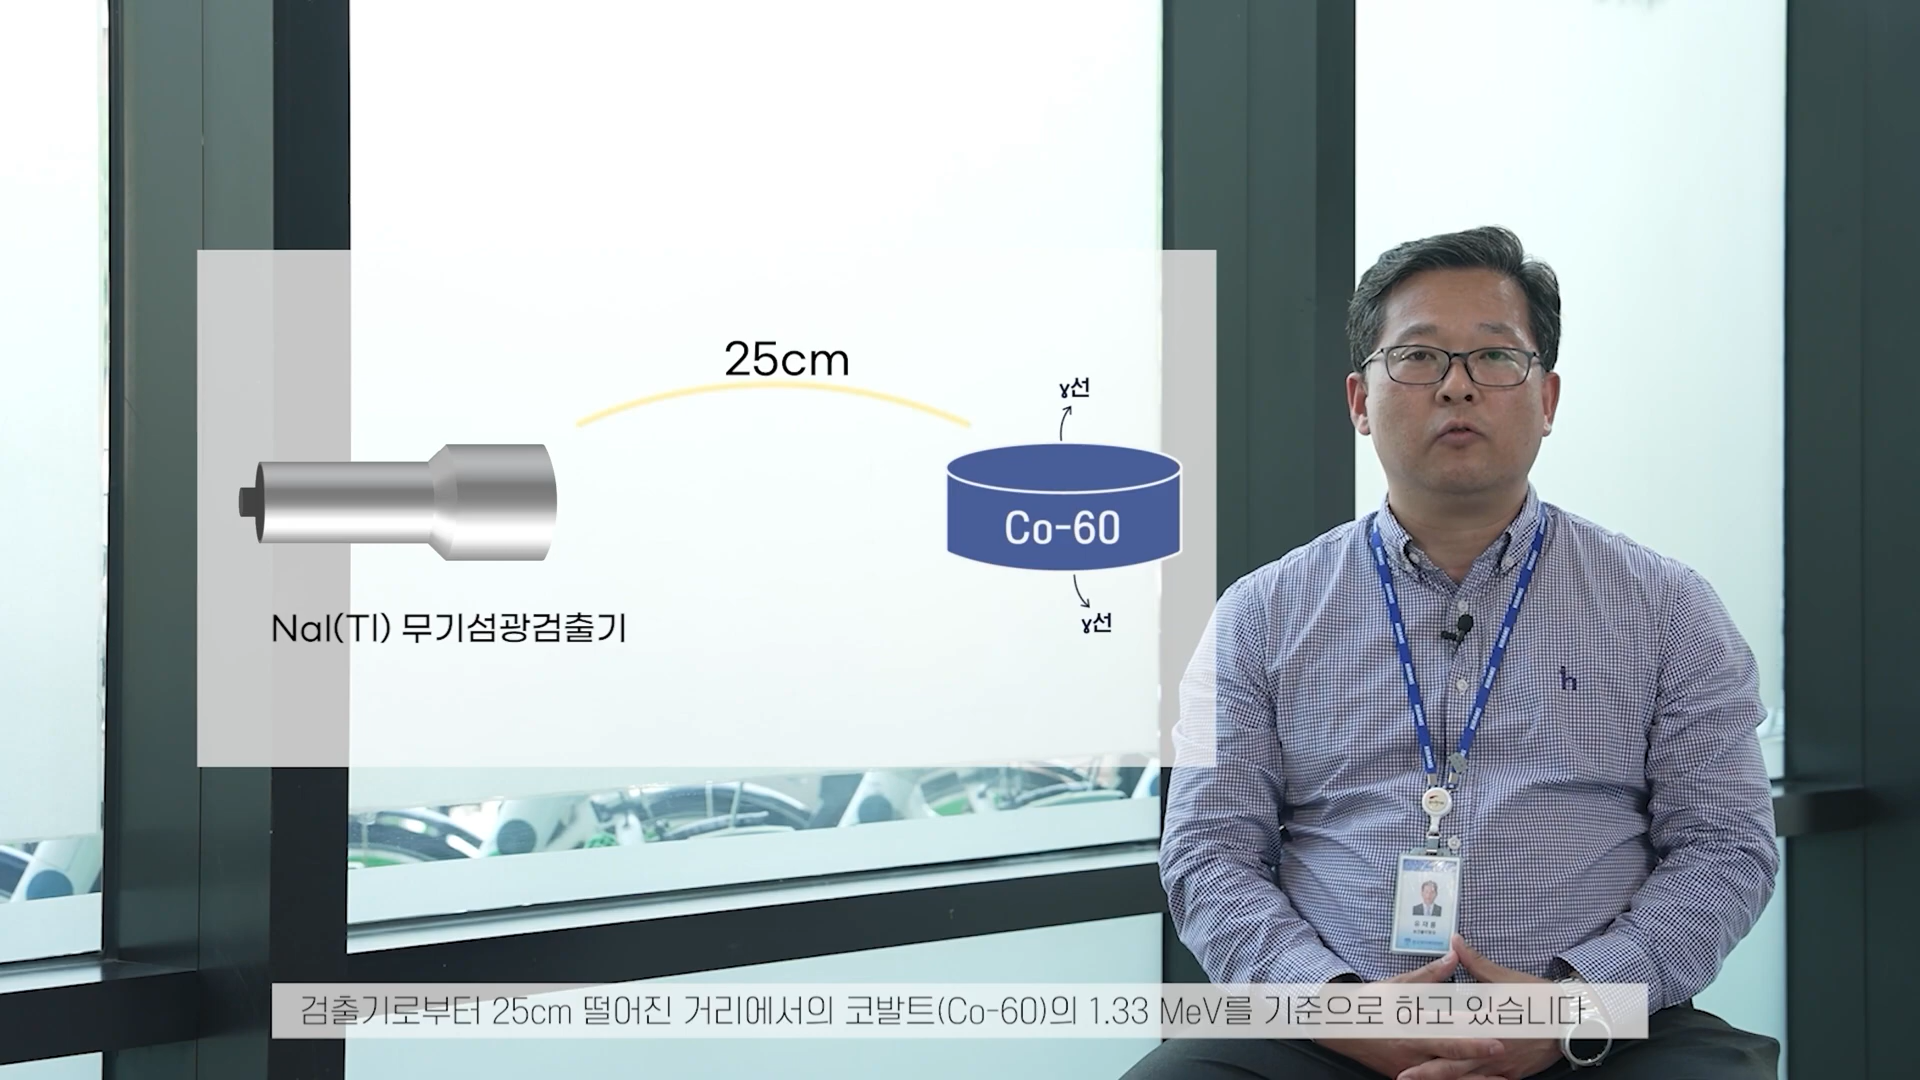 25cm
γ선
Co-60
γ선
NaI(Tl) 무기섬광검출기
h
검출기로부터 25cm 떨어진 거리에서의 코발트(Co-60)의 1.33 MeV를 기준으로 하고 있습니다